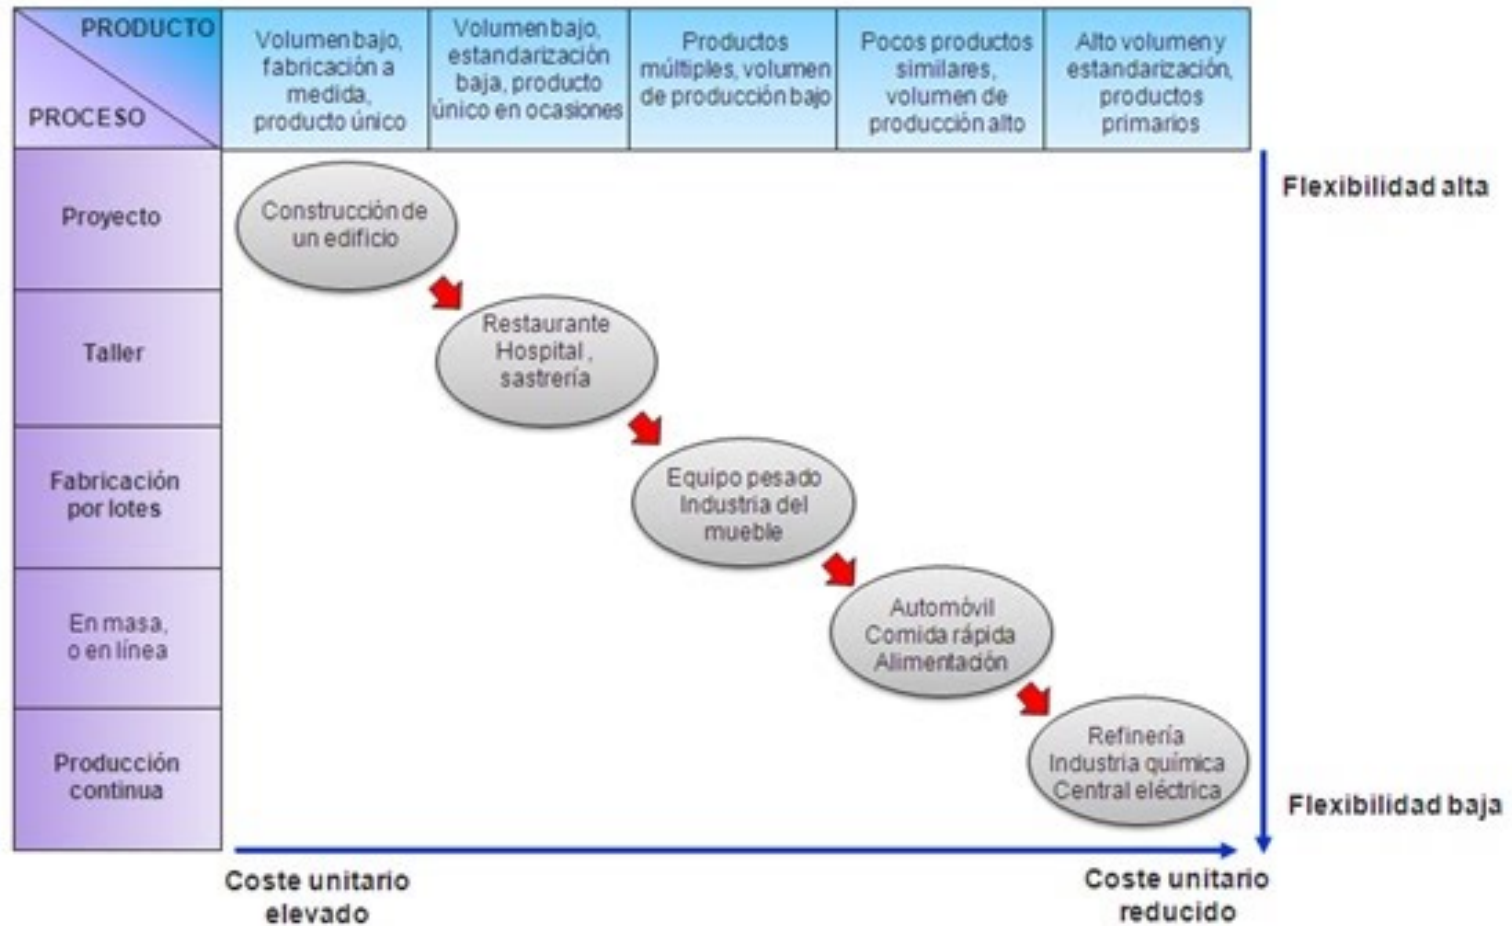 PRODUCTO
PROCESO
Volumen bajo,
fabricación a
medida,
producto único
Volumen bajo,
estandarización
baja, producto
único en ocasiones
Productos
múltiples, volumen
de producción bajo
Pocos productos
similares,
volumen de
producción alto
Alto volumen y
estandarización,
productos
primarios
Proyecto
Construcción de
un edificio
Flexibilidad alta
Taller
Restaurante
Hospital ,
sastrería
Fabricación
por lotes
Equipo pesado
Industria del
mueble
En masa,
o en línea
Automóvil
Comida rápida
Alimentación
Producción
continua
Refinería
Industria química
Central eléctrica
Flexibilidad baja
Coste unitario
elevado
Coste unitario
reducido